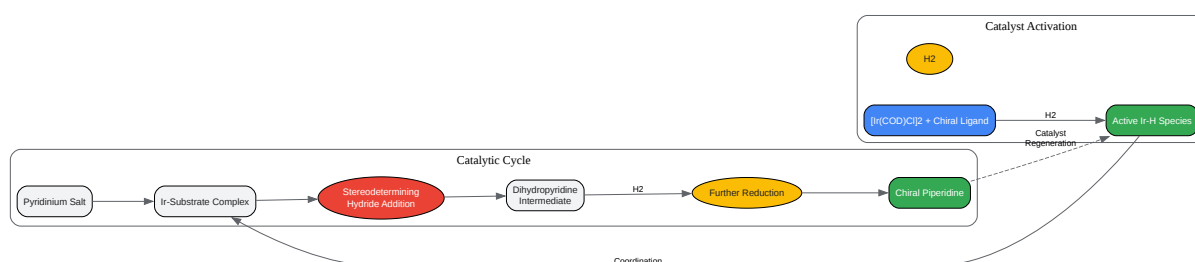 Catalyst Activation
H2
[Ir(COD)Cl]2 + Chiral Ligand
H2
Active Ir-H Species
Catalyst
Regeneration
Catalytic Cycle
Pyridinium Salt
Ir-Substrate Complex
Stereodetermining
Hydride Addition
Dihydropyridine
Intermediate
H2
Further Reduction
Chiral Piperidine
Coordination